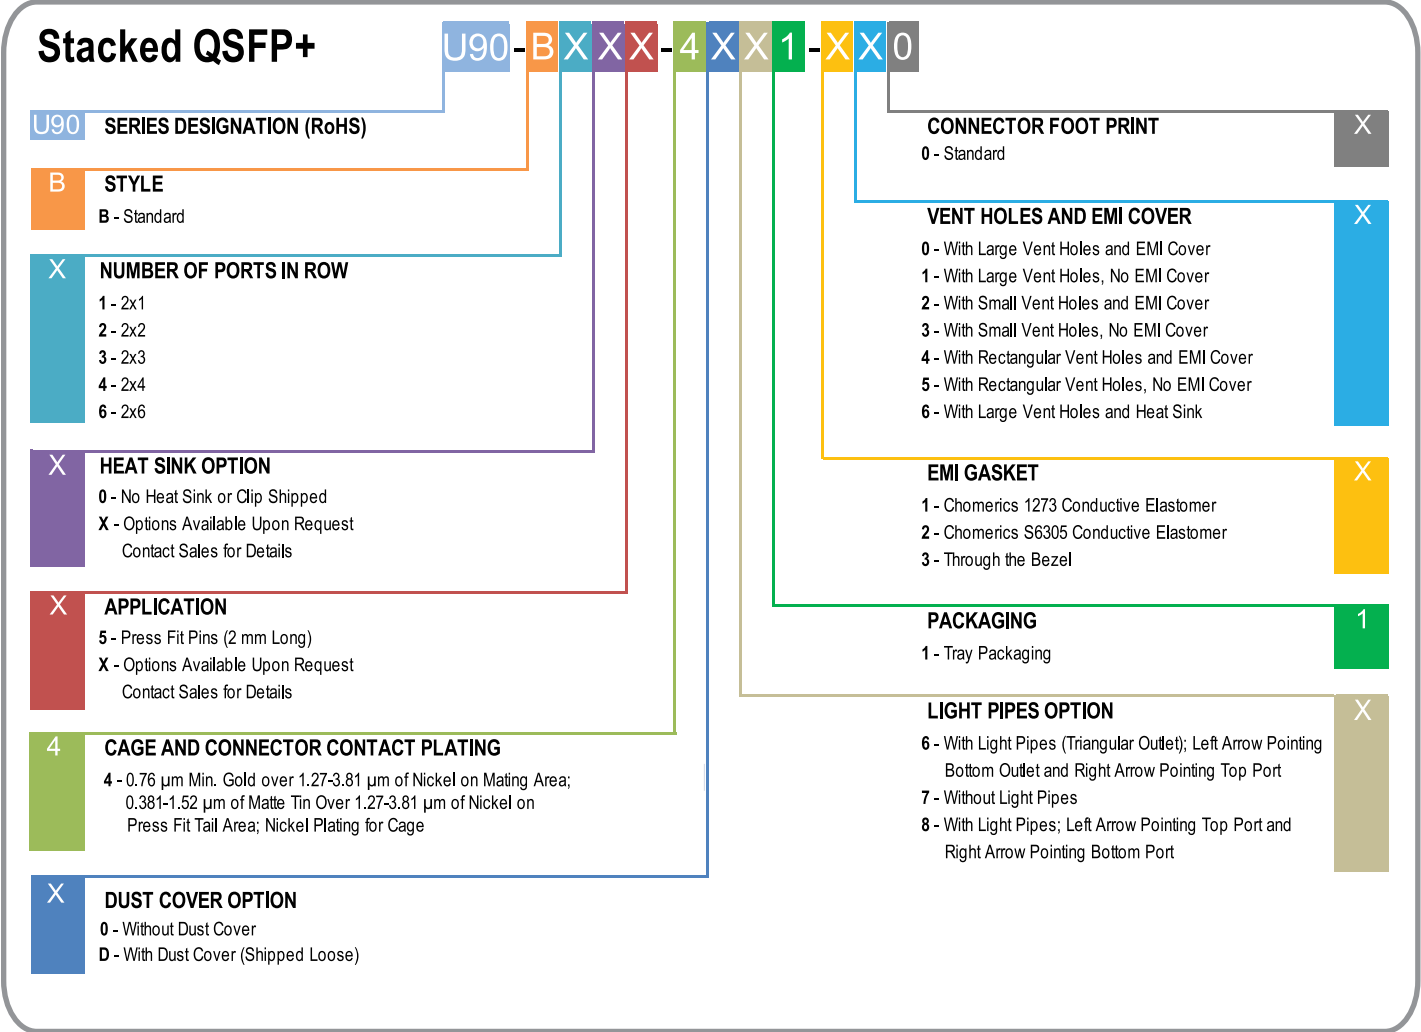 Stacked QSFP+
U90-BXXX-4XX1-XX0
U90 SERIES DESIGNATION (RoHS)
B STYLE
B - Standard
X NUMBER OF PORTS IN ROW
1 - 2x1
2 - 2x2
3 - 2x3
4 - 2x4
6 - 2x6
X HEAT SINK OPTION
0 - No Heat Sink or Clip Shipped
X - Options Available Upon Request
Contact Sales for Details
X APPLICATION
5 - Press Fit Pins (2 mm Long)
X - Options Available Upon Request
Contact Sales for Details
4 CAGE AND CONNECTOR CONTACT PLATING
4 - 0.76 µm Min. Gold over 1.27-3.81 µm of Nickel on Mating Area;
0.381-1.52 µm of Matte Tin Over 1.27-3.81 µm of Nickel on
Press Fit Tail Area; Nickel Plating for Cage
X DUST COVER OPTION
0 - Without Dust Cover
D - With Dust Cover (Shipped Loose)
CONNECTOR FOOT PRINT X
0 - Standard
VENT HOLES AND EMI COVER X
0 - With Large Vent Holes and EMI Cover
1 - With Large Vent Holes, No EMI Cover
2 - With Small Vent Holes and EMI Cover
3 - With Small Vent Holes, No EMI Cover
4 - With Rectangular Vent Holes and EMI Cover
5 - With Rectangular Vent Holes, No EMI Cover
6 - With Large Vent Holes and Heat Sink
EMI GASKET X
1 - Chomerics 1273 Conductive Elastomer
2 - Chomerics S6305 Conductive Elastomer
3 - Through the Bezel
PACKAGING 1
1 - Tray Packaging
LIGHT PIPES OPTION X
6 - With Light Pipes (Triangular Outlet); Left Arrow Pointing
Bottom Outlet and Right Arrow Pointing Top Port
7 - Without Light Pipes
8 - With Light Pipes; Left Arrow Pointing Top Port and
Right Arrow Pointing Bottom Port